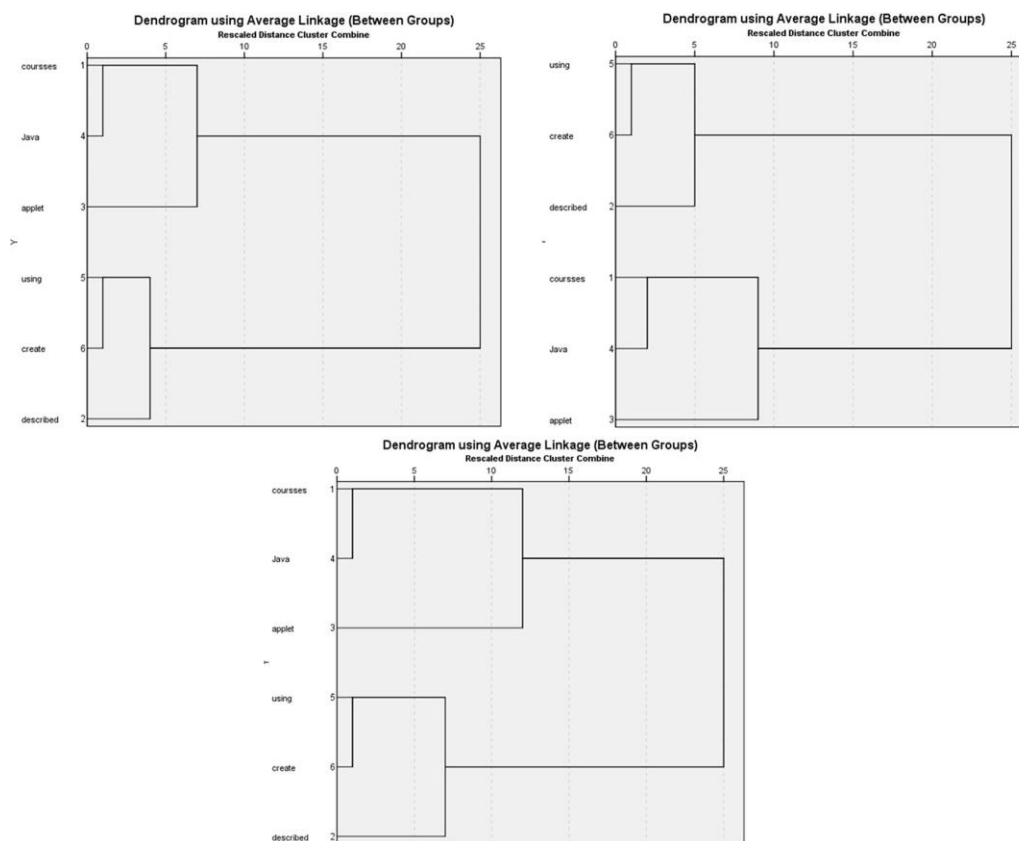 Dendrogram using Average Linkage (Between Groups)
Rescaled Distance Cluster Combine
0 5 10 15 20 25
coursses 1
Java 4
applet 3
Y
using 5
create 6
described 2
Dendrogram using Average Linkage (Between Groups)
Rescaled Distance Cluster Combine
0 5 10 15 20 25
using 5
create 6
described 2
coursses 1
Java 4
applet 3
Dendrogram using Average Linkage (Between Groups)
Rescaled Distance Cluster Combine
0 5 10 15 20 25
coursses 1
Java 4
applet 3
using 5
create 6
described 2